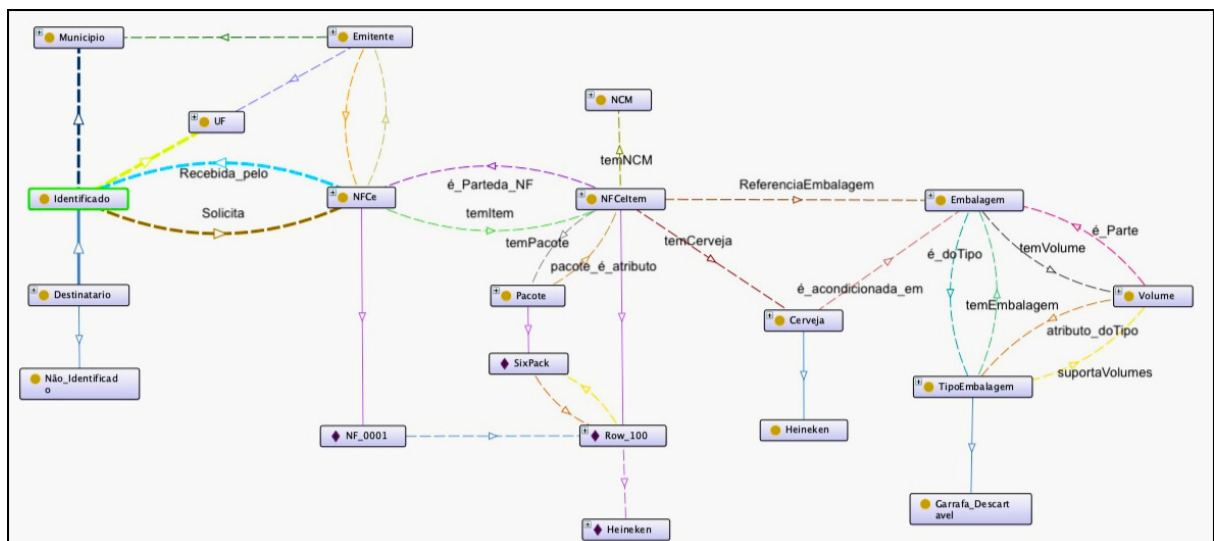 Municipio
Emitente
UF
NCM
temNCM
Recebida_pelo
é_Parteda_NF
ReferenciaEmbalagem
Identificado
NFCe
NFCeItem
Embalagem
Solicita
temItem
temPacote
temCerveja
é_doTipo
temVolume
é_Parte
pacote_é_atributo
Destinatario
Pacote
é_acondicionada_em
temEmbalagem
Volume
Cerveja
atributo_doTipo
SixPack
suportaVolumes
Não_Identificad
o
TipoEmbalagem
NF_0001
Row_100
Heineken
Garrafa_Descart
avel
Heineken